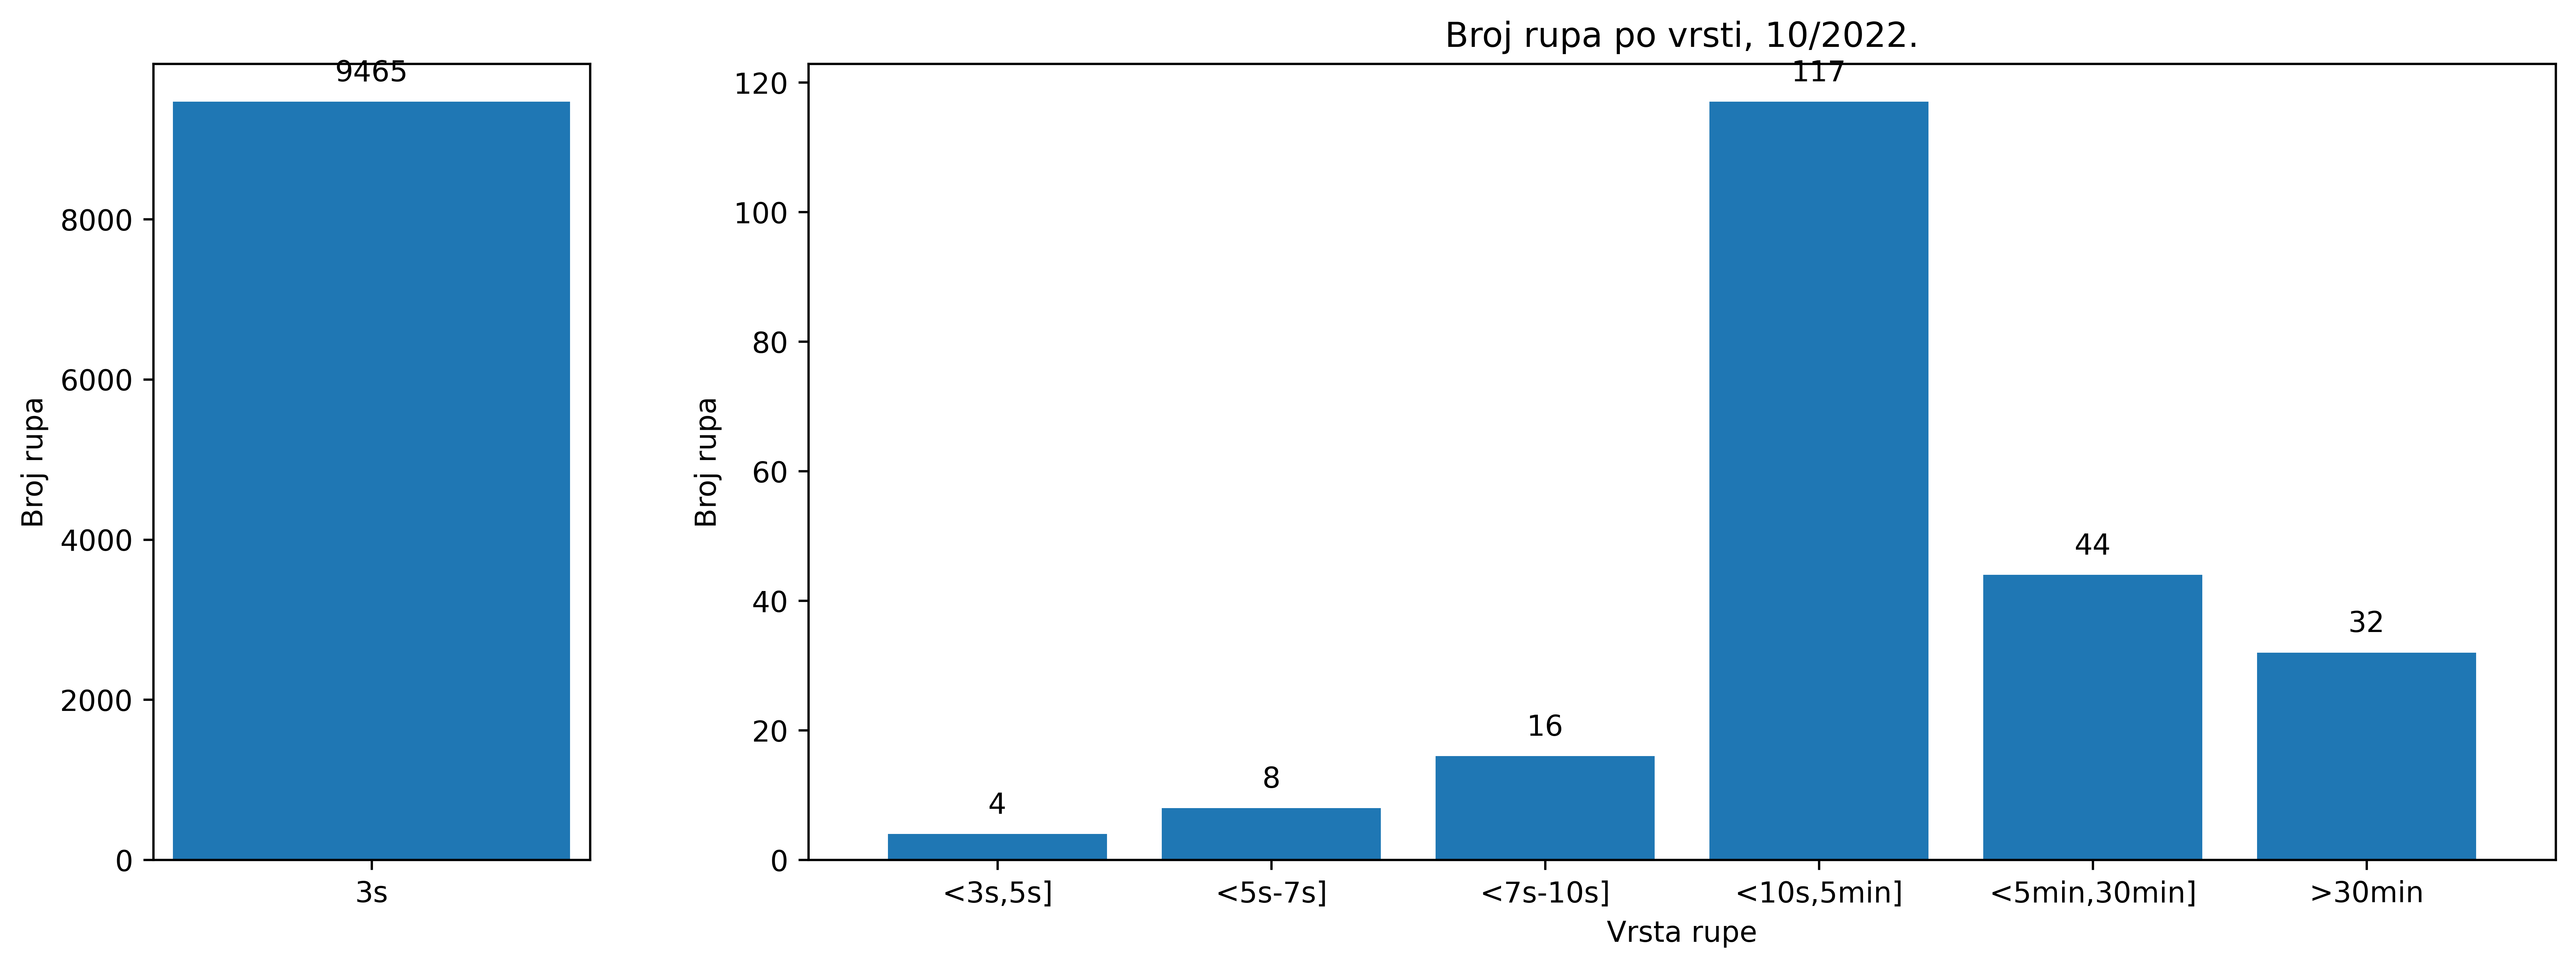 Broj rupa po vrsti, 10/2022.
9465
8000
6000
4000
2000
0
Broj rupa
3s
120
100
80
60
40
20
0
Broj rupa
4
8
16
117
44
32
<3s,5s]
<5s-7s]
<7s-10s]
<10s,5min]
<5min,30min]
>30min
Vrsta rupe